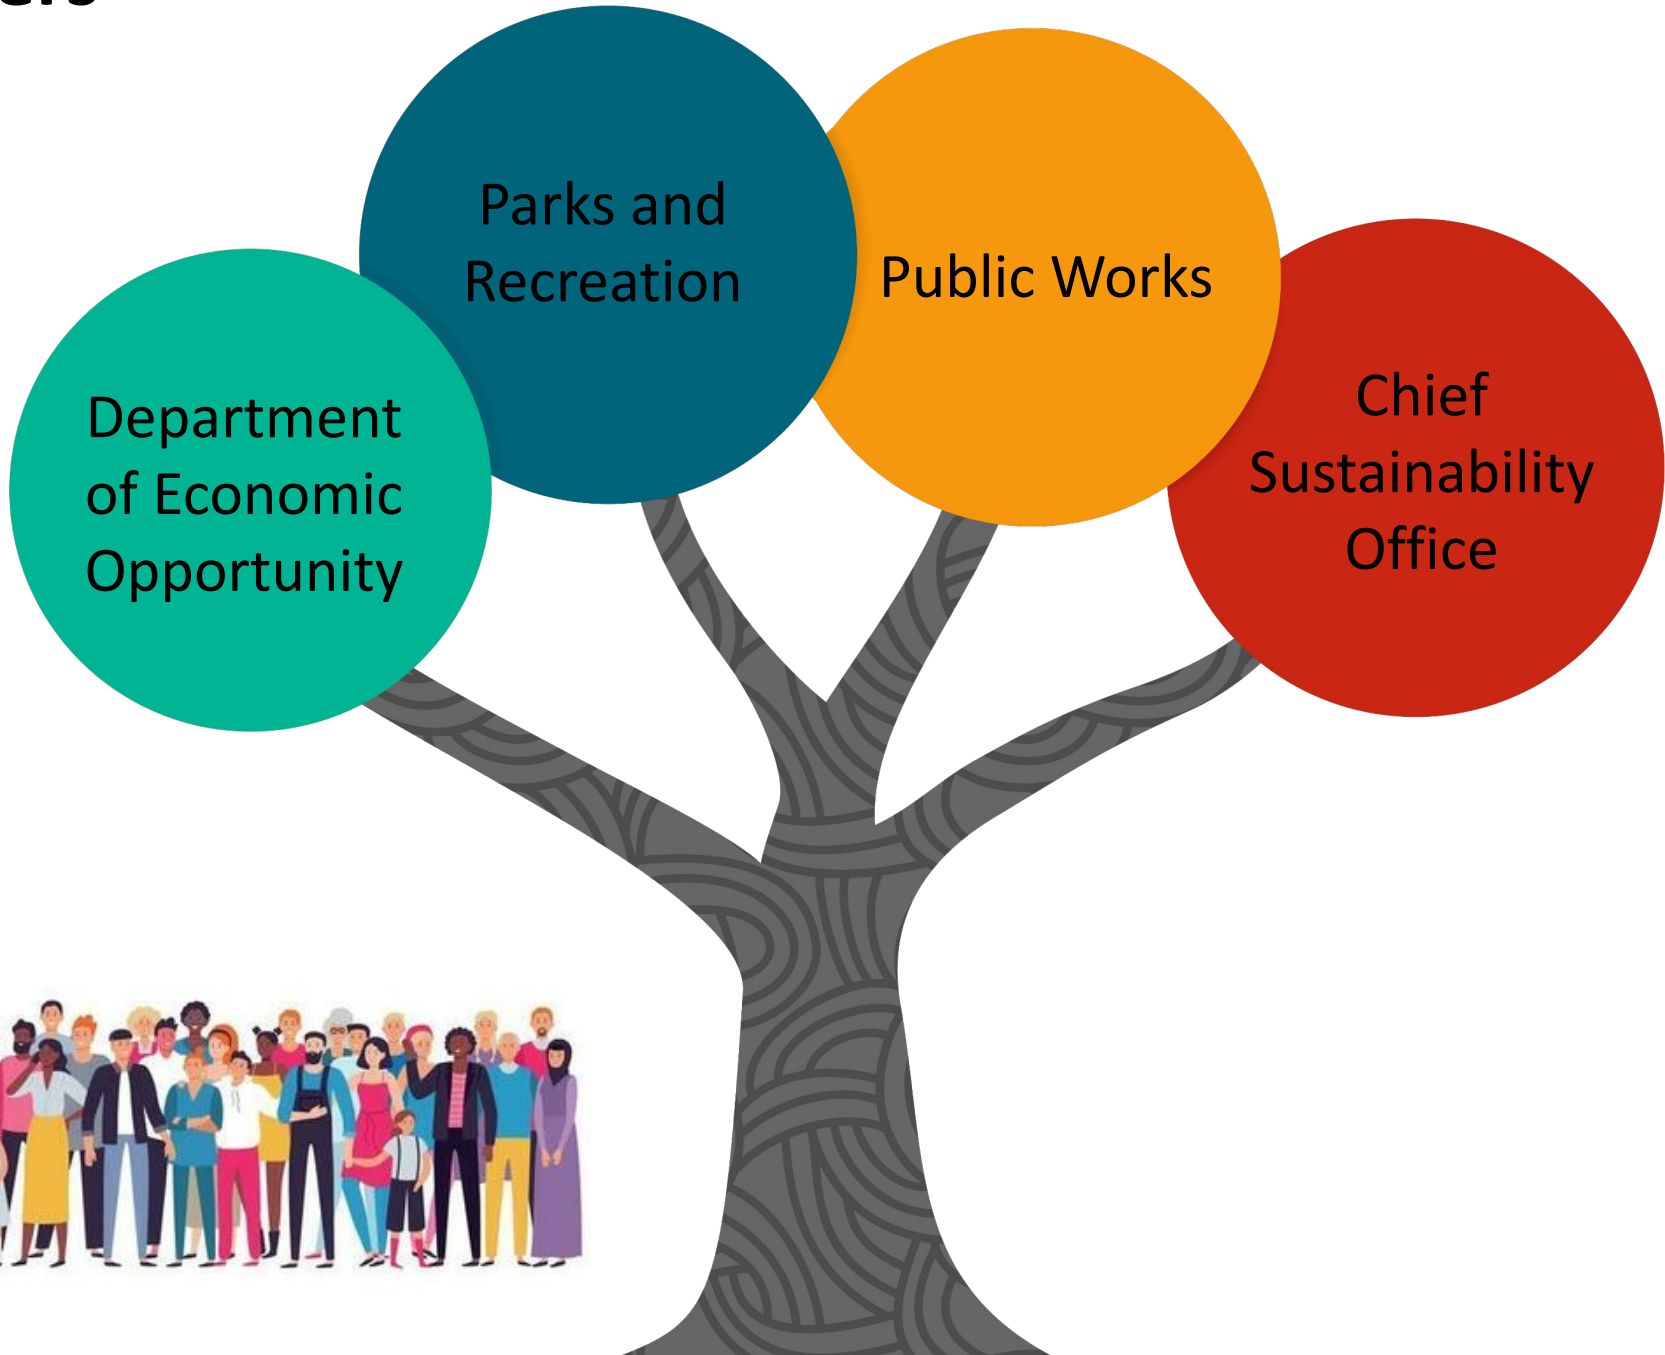 Parks and
Recreation
Public Works
Department
of Economic
Opportunity
Chief
Sustainability
Office